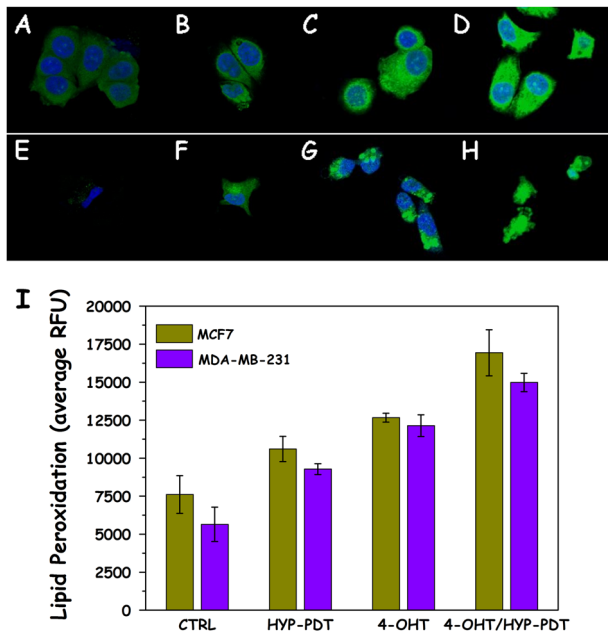 A B C D
E F G H
I
Lipid Peroxidation (average RFU)
20000
17500
15000
12500
10000
7500
5000
2500
0
MCF7
MDA-MB-231
CTRL HYP-PDT 4-OHT 4-OHT/HYP-PDT